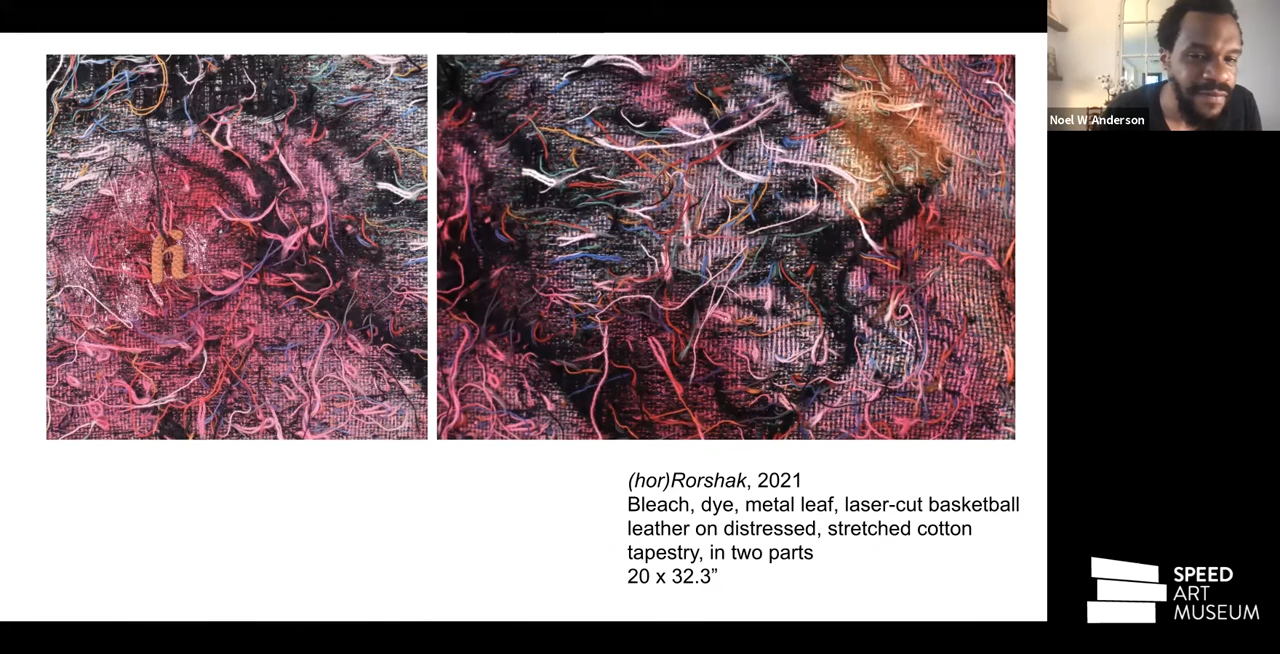 Noel W Anderson
h
(hor)Rorshak, 2021
Bleach, dye, metal leaf, laser-cut basketball
leather on distressed, stretched cotton
tapestry, in two parts
20 x 32.3”
SPEED
ART
MUSEUM